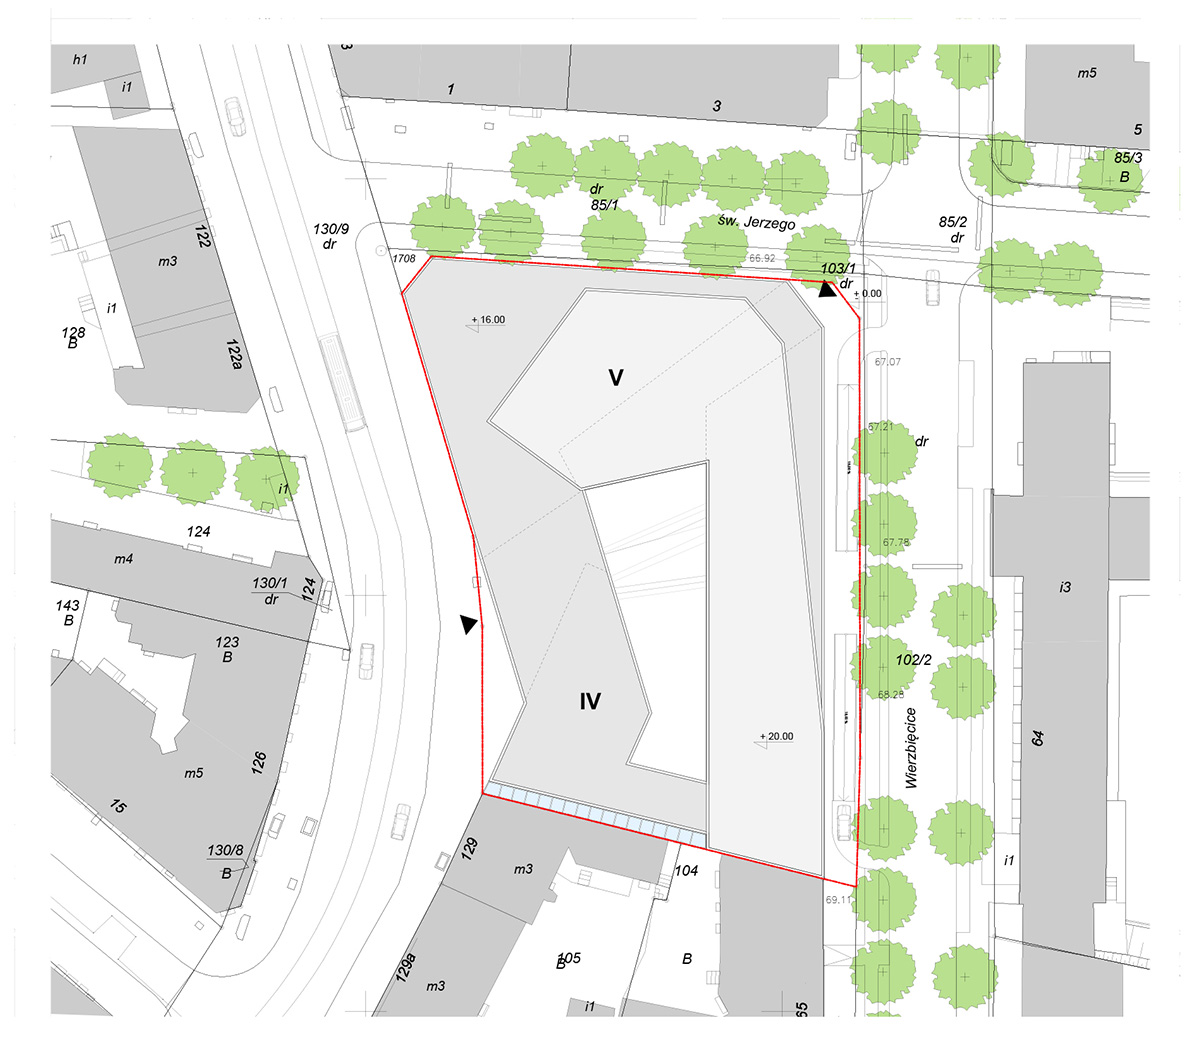 h1
i1
3
1
3
m5
5
85/3
B
dr
85/1
św. Jerzego
85/2
dr
122
130/9
dr
m3
1708
66.92
103/1
dr
± 0.00
i1
+ 16.00
128
B
122a
V
67.07
67.21
dr
i1
124
67.78
m4
130/1
dr
124
i3
143
B
123
B
102/2
IV
68.28
+ 20.00
Wierzbięcice
64
126
m5
15
130/8
B
129
m3
104
i1
69.11
129a
105
B
B
m3
i1
65